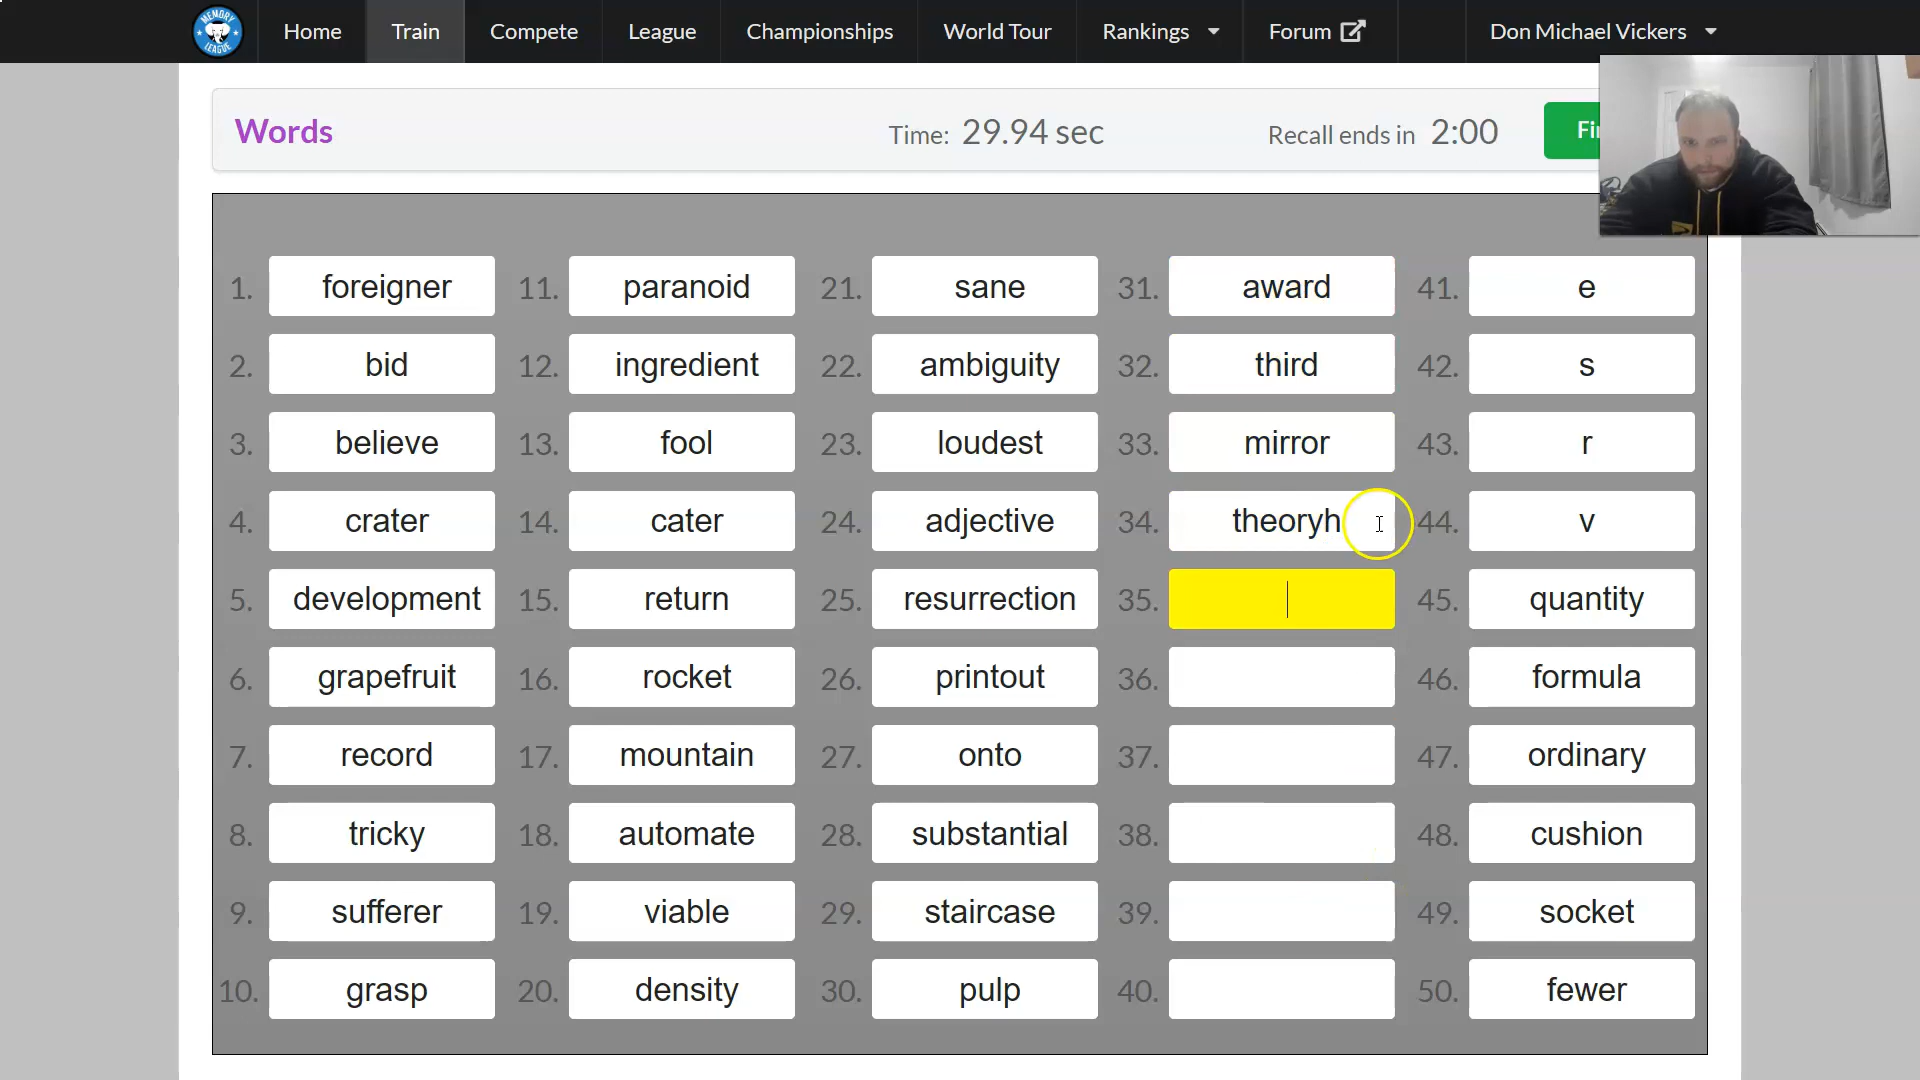 MEMORY LEAGUE
Home Train Compete League Championships World Tour Rankings Forum Don Michael Vickers
Words Time: 29.94 sec Recall ends in 2:00 Fi
1. foreigner 11. paranoid 21. sane 31. award 41. e
2. bid 12. ingredient 22. ambiguity 32. third 42. s
3. believe 13. fool 23. loudest 33. mirror 43. r
4. crater 14. cater 24. adjective 34. theoryh 44. v
5. development 15. return 25. resurrection 35. 45. quantity
6. grapefruit 16. rocket 26. printout 36. 46. formula
7. record 17. mountain 27. onto 37. 47. ordinary
8. tricky 18. automate 28. substantial 38. 48. cushion
9. sufferer 19. viable 29. staircase 39. 49. socket
10. grasp 20. density 30. pulp 40. 50. fewer